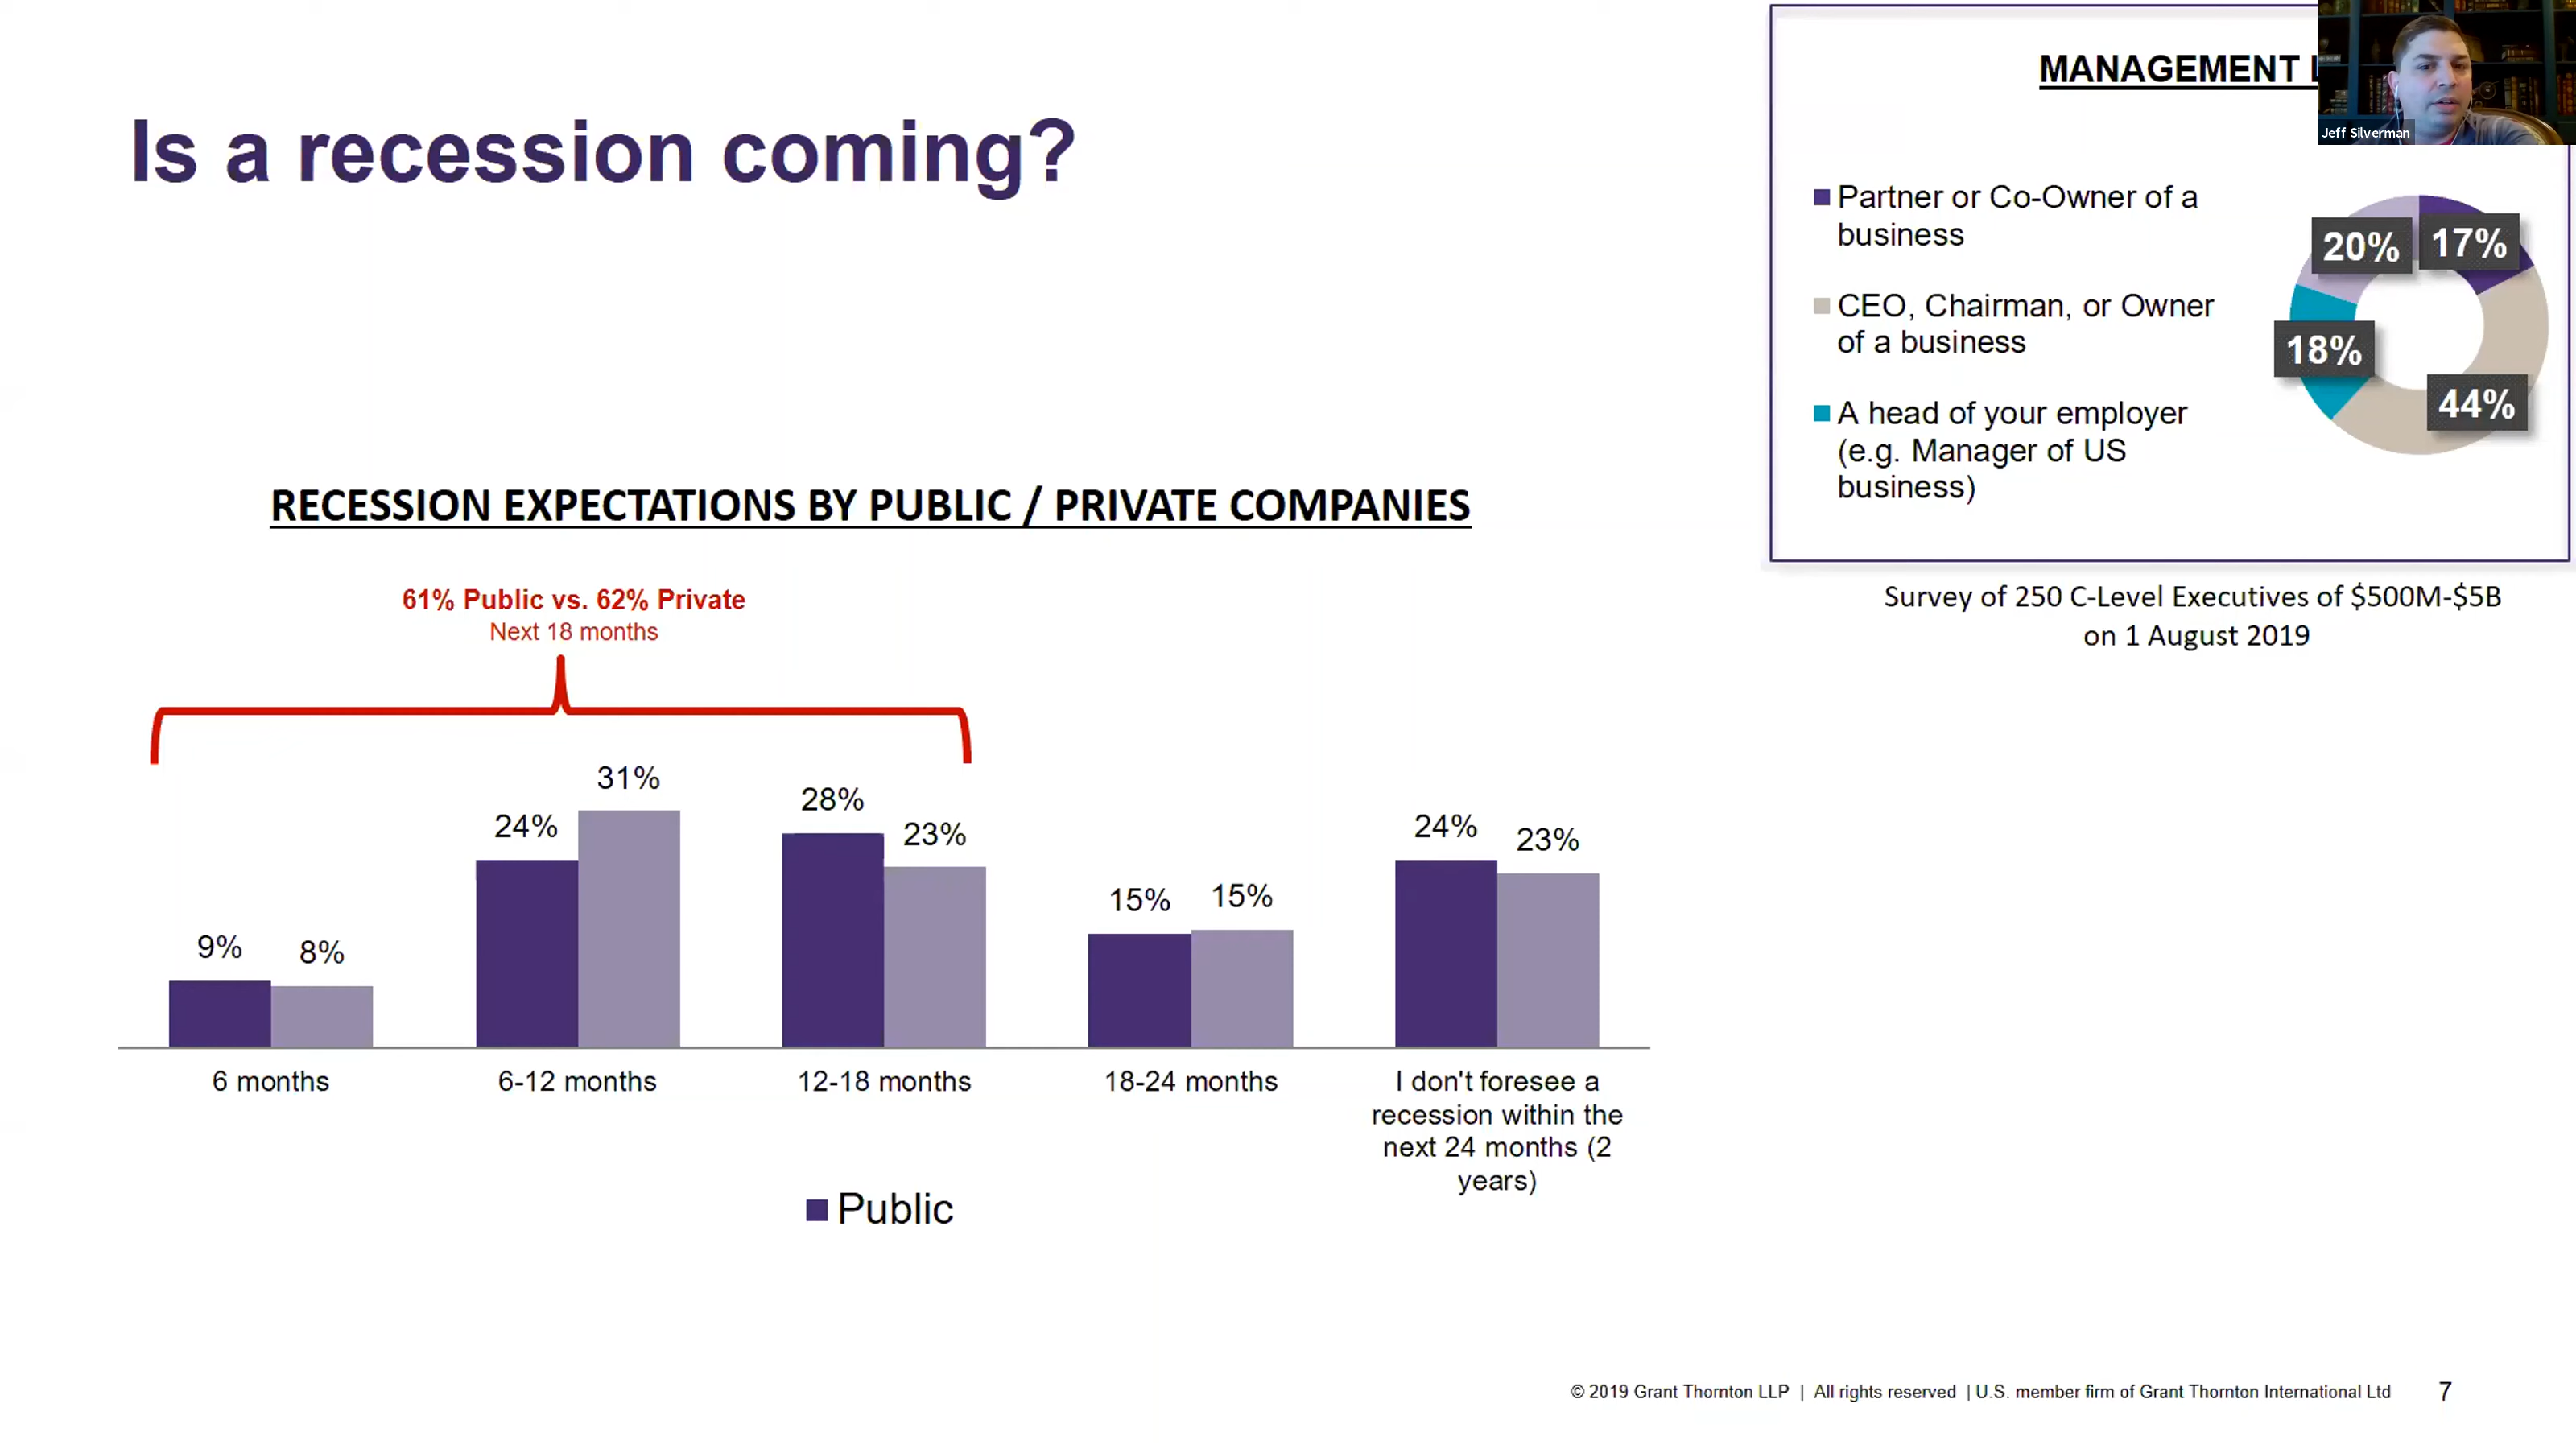 Is a recession coming?
MANAGEMENT
Jeff Silverman
Partner or Co-Owner of a
business
CEO, Chairman, or Owner
of a business
A head of your employer
(e.g. Manager of US
business)
20%
17%
18%
44%
Survey of 250 C-Level Executives of $500M-$5B
on 1 August 2019
RECESSION EXPECTATIONS BY PUBLIC / PRIVATE COMPANIES
61% Public vs. 62% Private
Next 18 months
9%
8%
24%
31%
28%
23%
15%
15%
24%
23%
6 months
6-12 months
12-18 months
18-24 months
I don't foresee a
recession within the
next 24 months (2
years)
Public
© 2019 Grant Thornton LLP | All rights reserved | U.S. member firm of Grant Thornton International Ltd
7